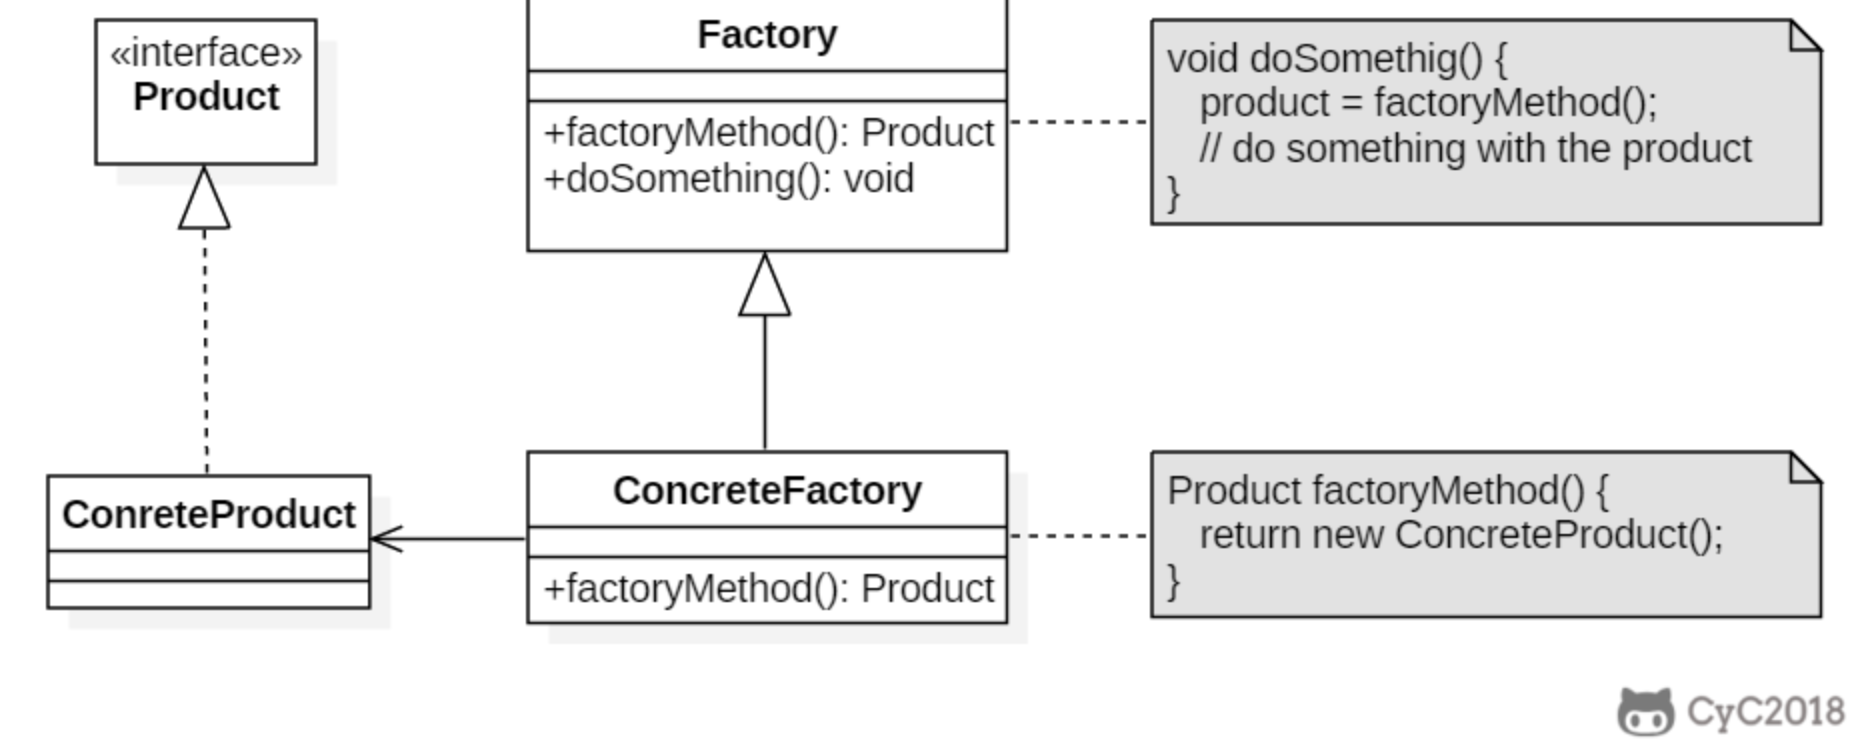 «interface»
Product
Factory
+factoryMethod(): Product
+doSomething(): void
void doSomethig() {
product = factoryMethod();
// do something with the product
}
ConreteProduct
ConcreteFactory
+factoryMethod(): Product
Product factoryMethod() {
return new ConcreteProduct();
}
CyC2018